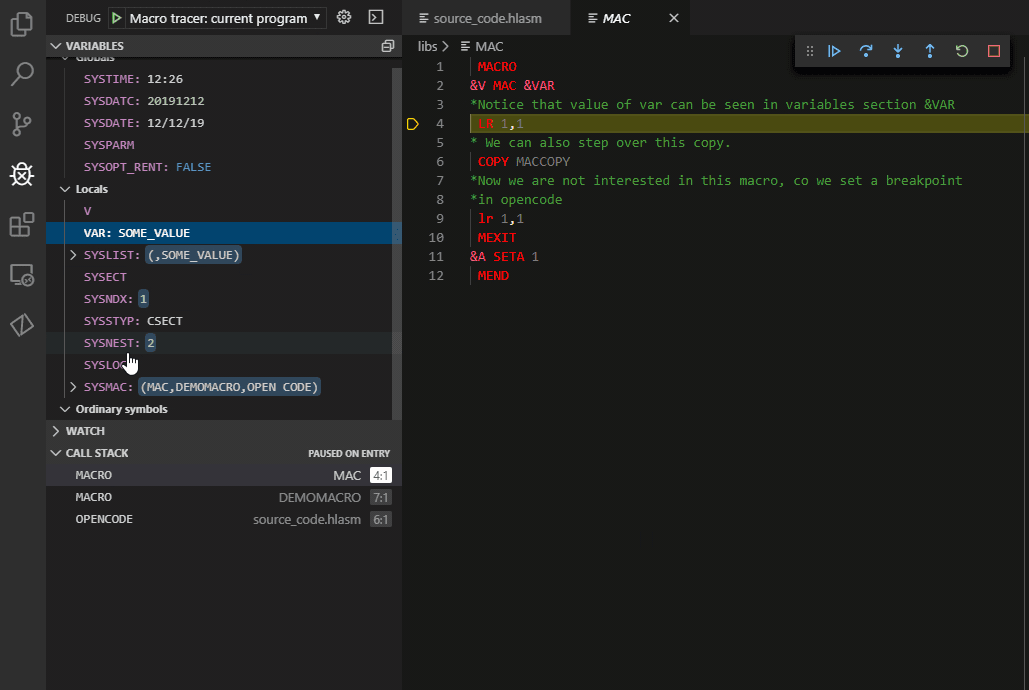 DEBUG Macro tracer: current program
VARIABLES
Globals
SYSTIME: 12:26
SYSDATC: 20191212
SYSDATE: 12/12/19
SYSPARM
SYSOPT_RENT: FALSE
Locals
V
VAR: SOME_VALUE
SYSLIST: (,SOME_VALUE)
SYSECT
SYSNDX: 1
SYSSTYP: CSECT
SYSNEST: 2
SYSLOC
SYSMAC: (MAC,DEMOMACRO,OPEN CODE)
Ordinary symbols
WATCH
CALL STACK PAUSED ON ENTRY
MACRO MAC 4:1
MACRO DEMOMACRO 7:1
OPENCODE source_code.hlasm 6:1
source_code.hlasm MAC
libs > MAC
1 MACRO
2 &V MAC &VAR
3 *Notice that value of var can be seen in variables section &VAR
4 LR 1,1
5 * We can also step over this copy.
6 COPY MACCOPY
7 *Now we are not interested in this macro, co we set a breakpoint
8 *in opencode
9 lr 1,1
10 MEXIT
11 &A SETA 1
12 MEND